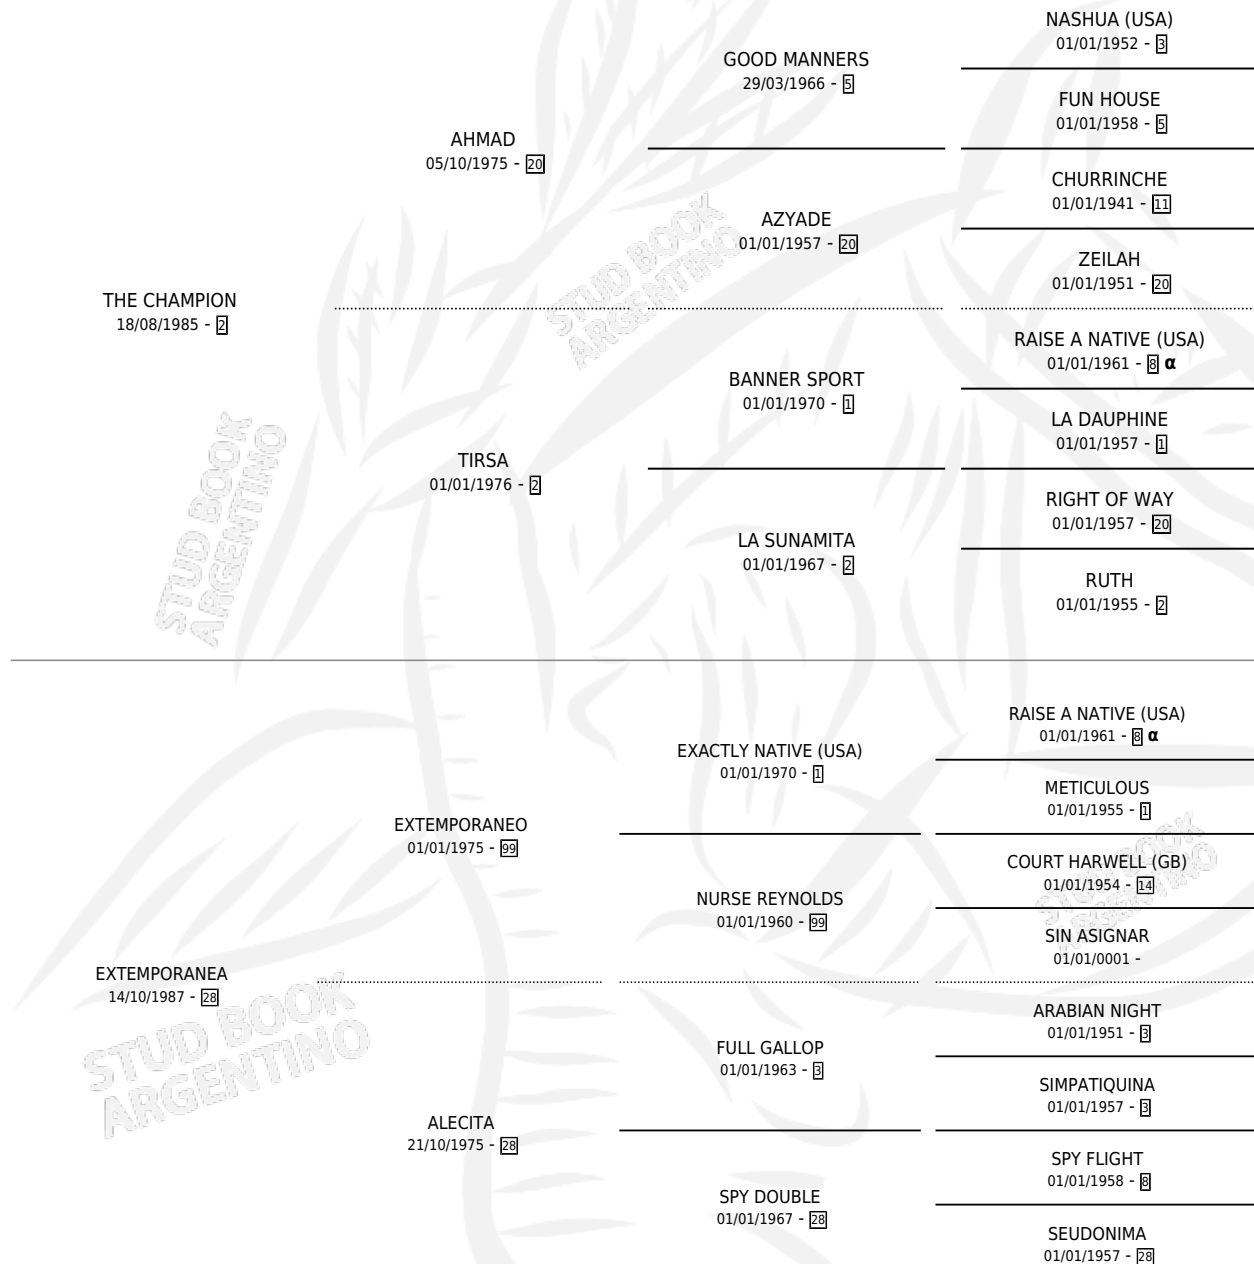 NASHUA (USA)
01/01/1952 - 3
GOOD MANNERS
29/03/1966 - 5
FUN HOUSE
01/01/1958 - 5
AHMAD
05/10/1975 - 20
CHURRINCHE
01/01/1941 - 11
AZYADE
01/01/1957 - 20
ZEILAH
01/01/1951 - 20
THE CHAMPION
18/08/1985 - 2
RAISE A NATIVE (USA)
01/01/1961 - 8 α
BANNER SPORT
01/01/1970 - 1
LA DAUPHINE
01/01/1957 - 1
TIRSA
01/01/1976 - 2
RIGHT OF WAY
01/01/1957 - 20
LA SUNAMITA
01/01/1967 - 2
RUTH
01/01/1955 - 2
STUD BOOK
ARGENTINO
STUD BOOK
ARGENTINO
RAISE A NATIVE (USA)
01/01/1961 - 8 α
EXACTLY NATIVE (USA)
01/01/1970 - 1
METICULOUS
01/01/1955 - 1
EXTEMPORANEO
01/01/1975 - 99
COURT HARWELL (GB)
01/01/1954 - 14
NURSE REYNOLDS
01/01/1960 - 99
SIN ASIGNAR
01/01/0001 -
EXTEMPORANEA
14/10/1987 - 28
ARABIAN NIGHT
01/01/1951 - 3
FULL GALLOP
01/01/1963 - 3
SIMPATIQUINA
01/01/1957 - 3
ALECITA
21/10/1975 - 28
SPY FLIGHT
01/01/1958 - 8
SPY DOUBLE
01/01/1967 - 28
SEUDONIMA
01/01/1957 - 28
STUD BOOK
ARGENTINO
STUD BOOK
ARGENTINO